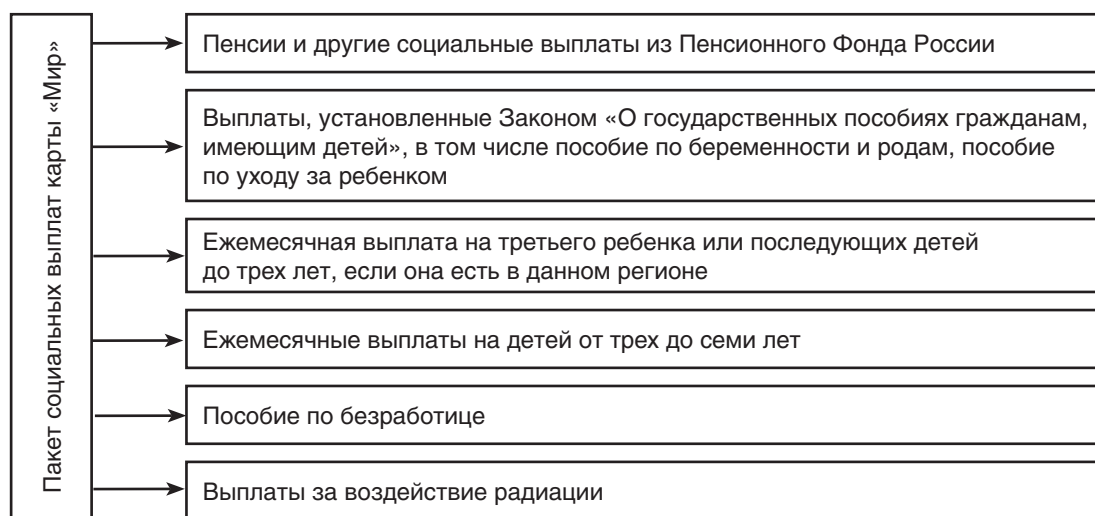 Пакет социальных выплат карты «Мир»
Пенсии и другие социальные выплаты из Пенсионного Фонда России
Выплаты, установленные Законом «О государственных пособиях гражданам,
имеющим детей», в том числе пособие по беременности и родам, пособие
по уходу за ребенком
Ежемесячная выплата на третьего ребенка или последующих детей
до трех лет, если она есть в данном регионе
Ежемесячные выплаты на детей от трех до семи лет
Пособие по безработице
Выплаты за воздействие радиации